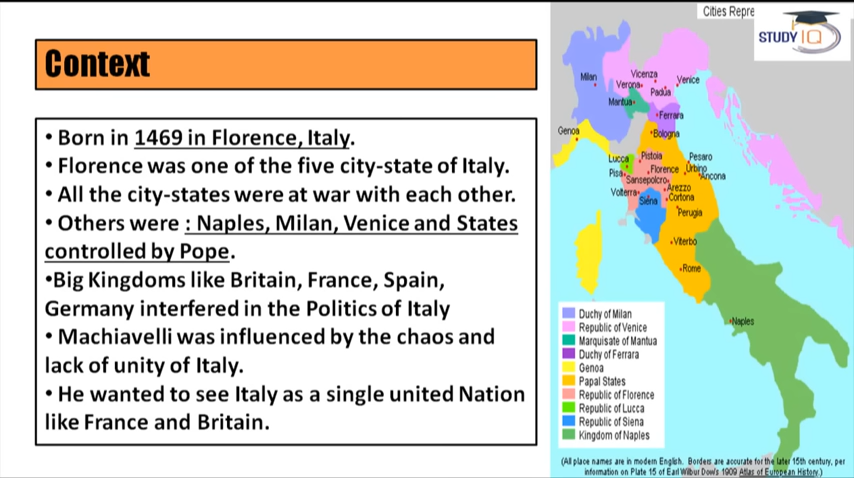 Cities Repre
STUDY IQ
Context
• Born in 1469 in Florence, Italy.
• Florence was one of the five city-state of Italy.
• All the city-states were at war with each other.
• Others were : Naples, Milan, Venice and States
controlled by Pope.
•Big Kingdoms like Britain, France, Spain,
Germany interfered in the Politics of Italy
• Machiavelli was influenced by the chaos and
lack of unity of Italy.
• He wanted to see Italy as a single united Nation
like France and Britain.
Milan
Vicenza
Verona
Venice
Padua
Mantua
Ferrara
Genoa
Bologna
Lucca
Pistoia
Pesaro
Pisa
Florence
Urbino
Ancona
Sansepolcro
Arezzo
Volterra
Cortona
Siena
Perugia
Viterbo
Rome
Naples
Duchy of Milan
Republic of Venice
Marquisate of Mantua
Duchy of Ferrara
Genoa
Papal States
Republic of Florence
Republic of Lucca
Republic of Siena
Kingdom of Naples
(All place names are in modern English. Borders are accurate for the later 15th century, per
information on Plate 15 of Earl Wilbur Dow's 1909 Atlas of European History.)